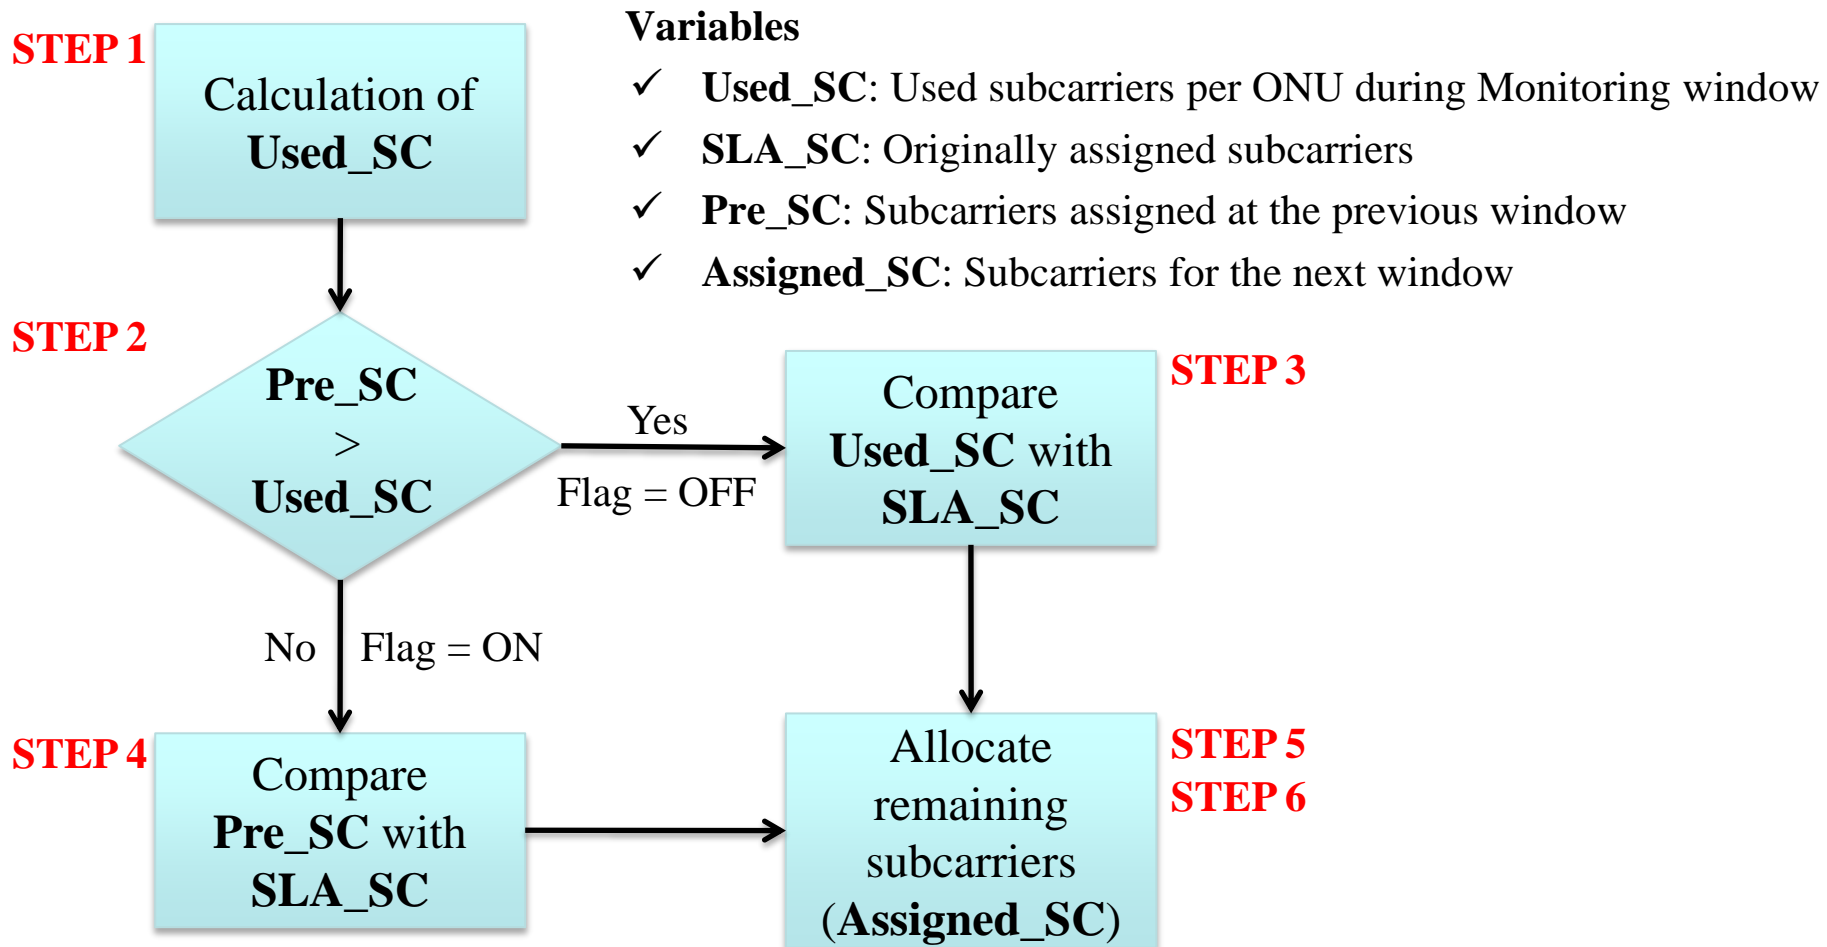 STEP 1
Calculation of
Used_SC
Variables
✓ Used_SC: Used subcarriers per ONU during Monitoring window
✓ SLA_SC: Originally assigned subcarriers
✓ Pre_SC: Subcarriers assigned at the previous window
✓ Assigned_SC: Subcarriers for the next window
STEP 2
Pre_SC
>
Used_SC
Yes
Flag = OFF
STEP 3
Compare
Used_SC with
SLA_SC
No
Flag = ON
STEP 4
Compare
Pre_SC with
SLA_SC
Allocate
remaining
subcarriers
(Assigned_SC)
STEP 5
STEP 6